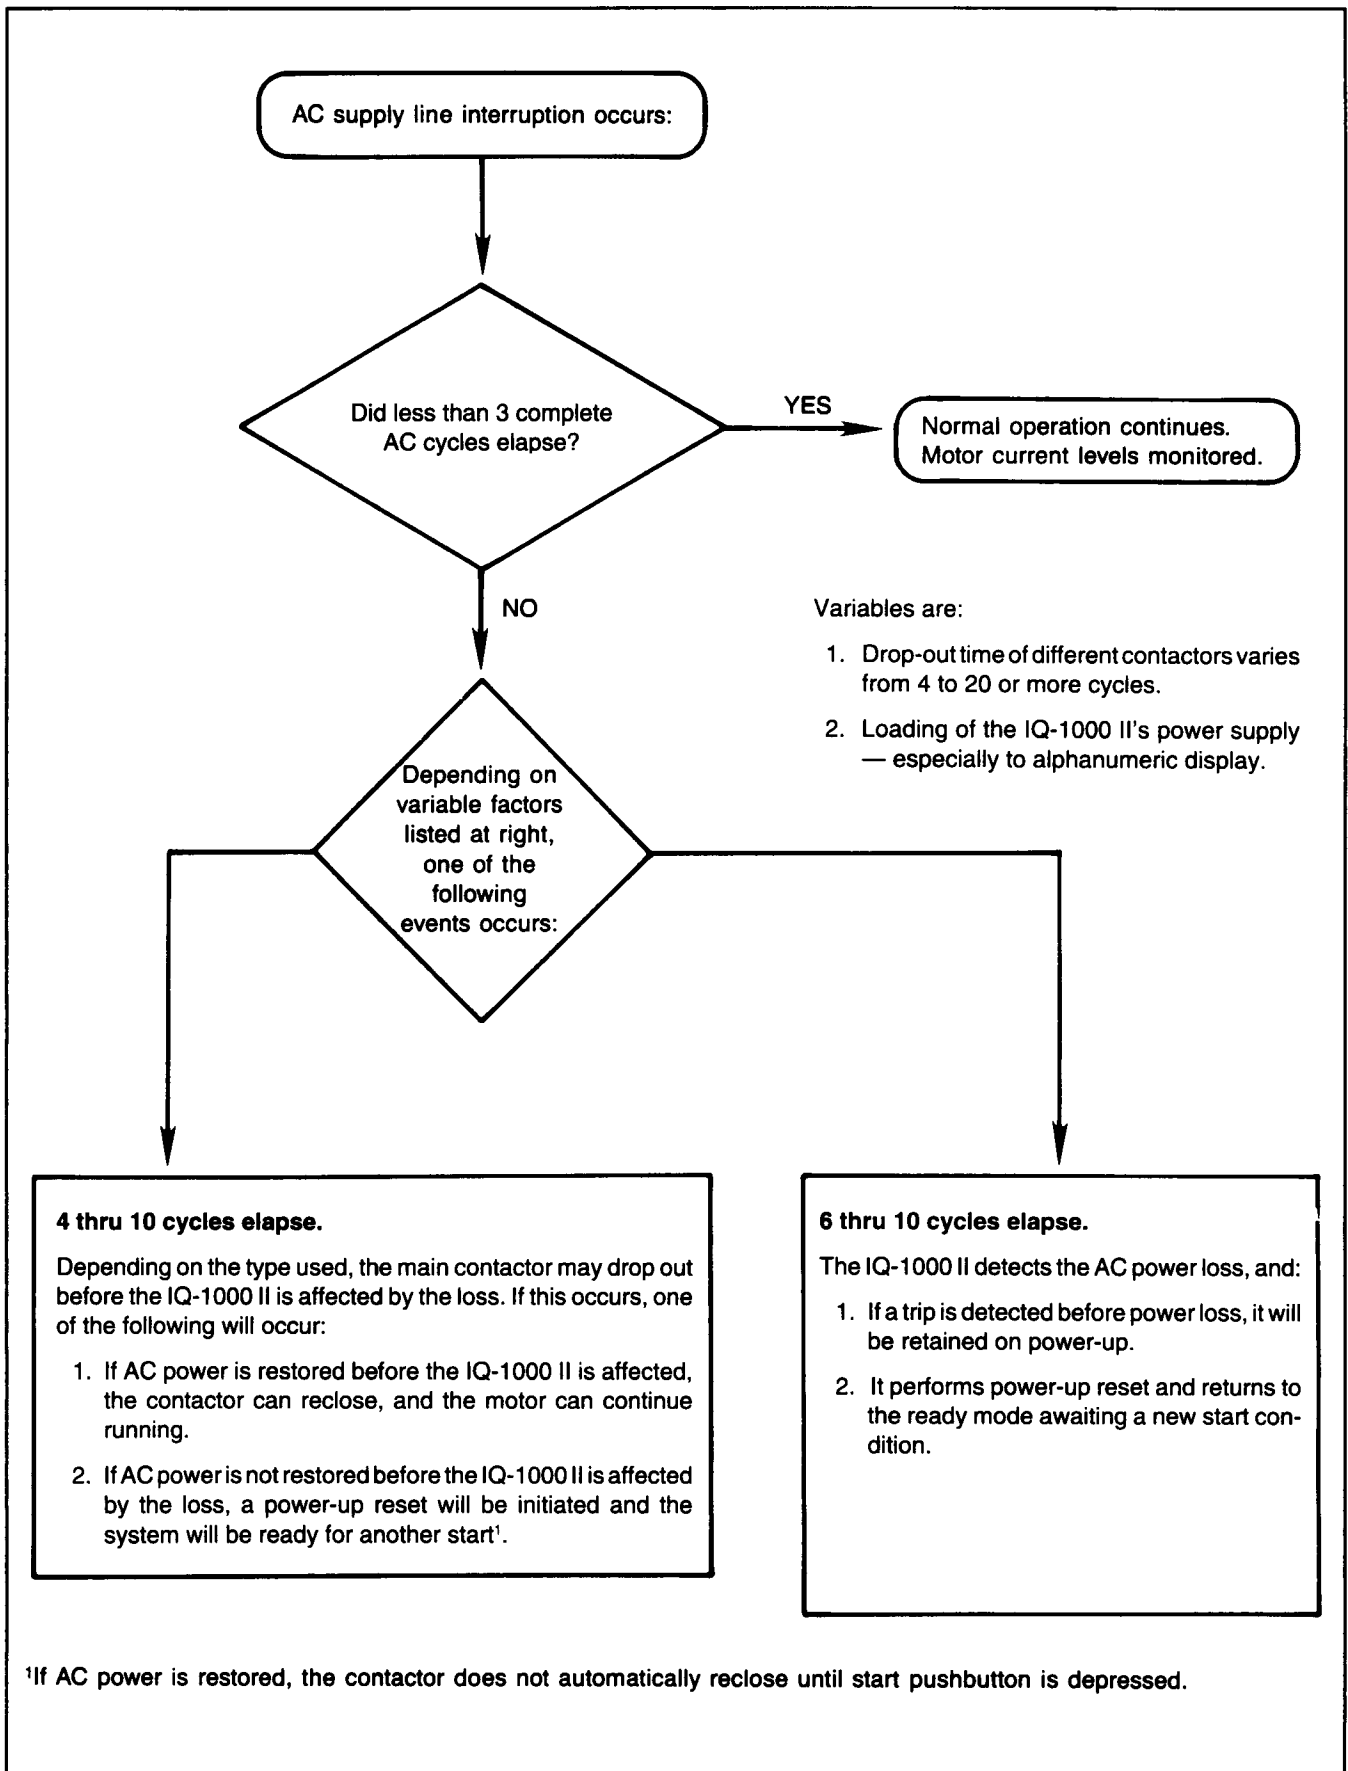 AC supply line interruption occurs:
Did less than 3 complete
AC cycles elapse?
YES
Normal operation continues.
Motor current levels monitored.
NO
Variables are:
1. Drop-out time of different contactors varies
from 4 to 20 or more cycles.
2. Loading of the IQ-1000 II's power supply
— especially to alphanumeric display.
Depending on
variable factors
listed at right,
one of the
following
events occurs:
4 thru 10 cycles elapse.
Depending on the type used, the main contactor may drop out
before the IQ-1000 II is affected by the loss. If this occurs, one
of the following will occur:
1. If AC power is restored before the IQ-1000 II is affected,
the contactor can reclose, and the motor can continue
running.
2. If AC power is not restored before the IQ-1000 II is affected
by the loss, a power-up reset will be initiated and the
system will be ready for another start¹.
6 thru 10 cycles elapse.
The IQ-1000 II detects the AC power loss, and:
1. If a trip is detected before power loss, it will
be retained on power-up.
2. It performs power-up reset and returns to
the ready mode awaiting a new start con-
dition.
¹If AC power is restored, the contactor does not automatically reclose until start pushbutton is depressed.